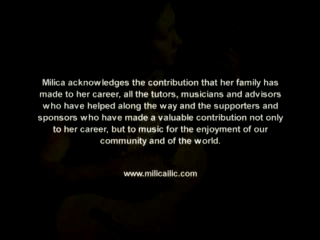 Milica acknowledges the contribution that her family has
made to her career, all the tutors, musicians and advisors
who have helped along the way and the supporters and
sponsors who have made a valuable contribution not only
to her career, but to music for the enjoyment of our
community and of the world.
www.milicailic.com